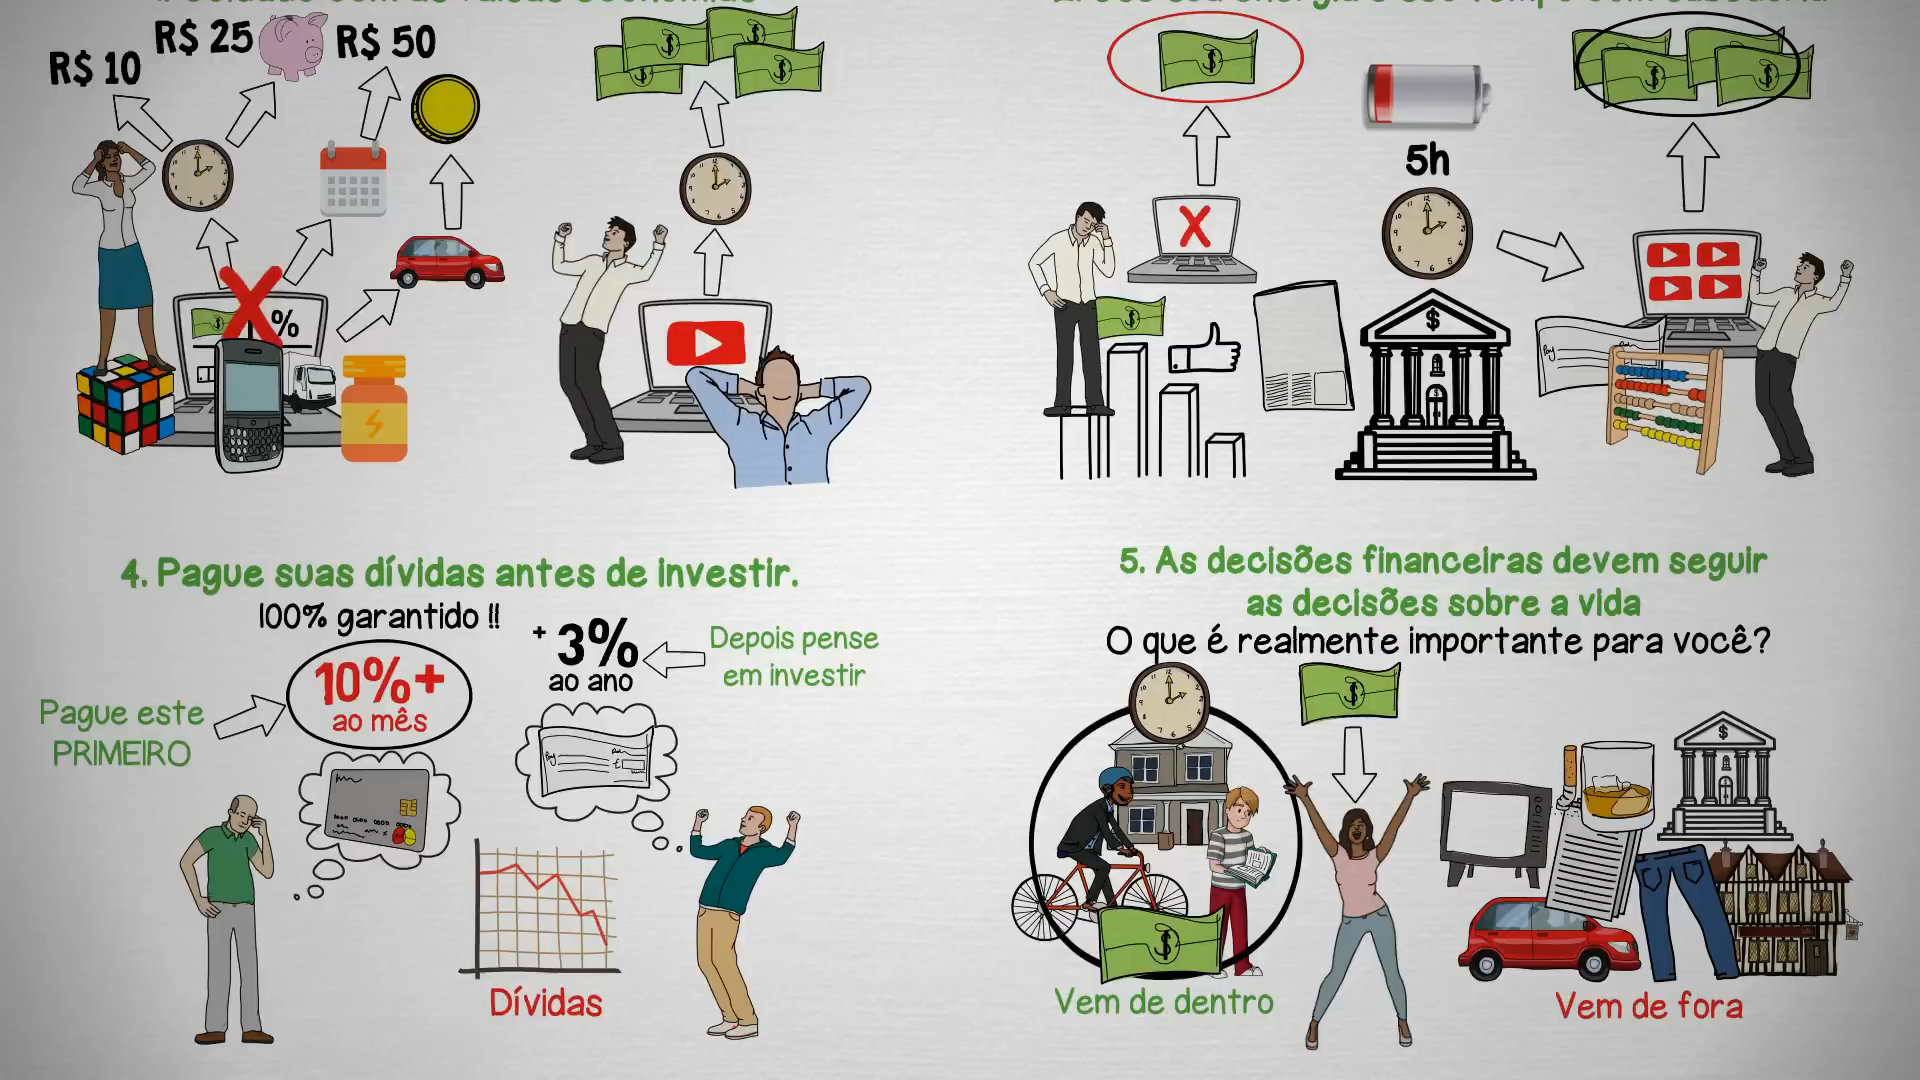 R$ 10
R$ 25
R$ 50
%
5h
4. Pague suas dívidas antes de investir.
100% garantido !!
10%+
ao mês
+ 3%
ao ano
Depois pense
em investir
Pague este
PRIMEIRO
Dívidas
5. As decisões financeiras devem seguir
as decisões sobre a vida
O que é realmente importante para você?
Vem de dentro
Vem de fora